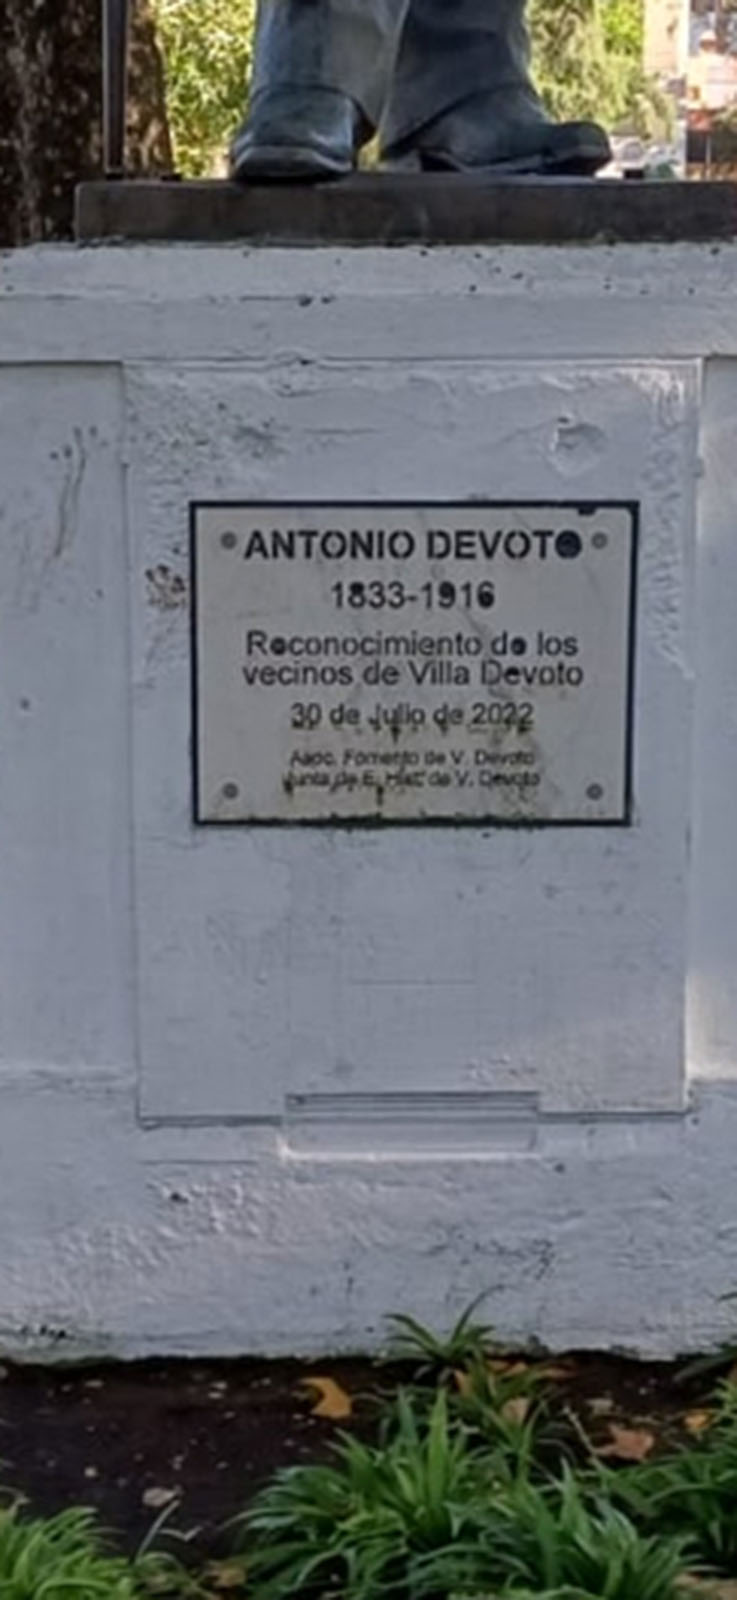 ANTONIO DEVOTO
1833-1916
Reconocimiento de los
vecinos de Villa Devoto
30 de Julio de 2022
Asoc. Fomento de V. Devoto
Junta de E. Hist. de V. Devoto